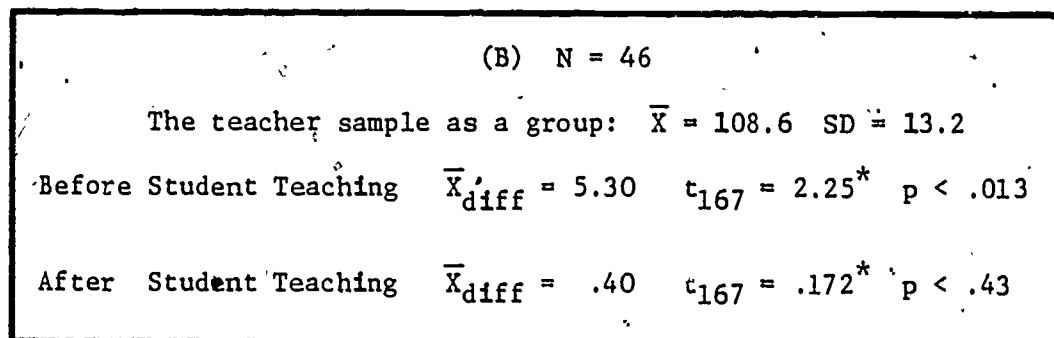 (B) N = 46
The teacher sample as a group: X̅ = 108.6 SD = 13.2
Before Student Teaching X̅diff = 5.30 t167 = 2.25* p < .013
After Student Teaching X̅diff = .40 t167 = .172* p < .43